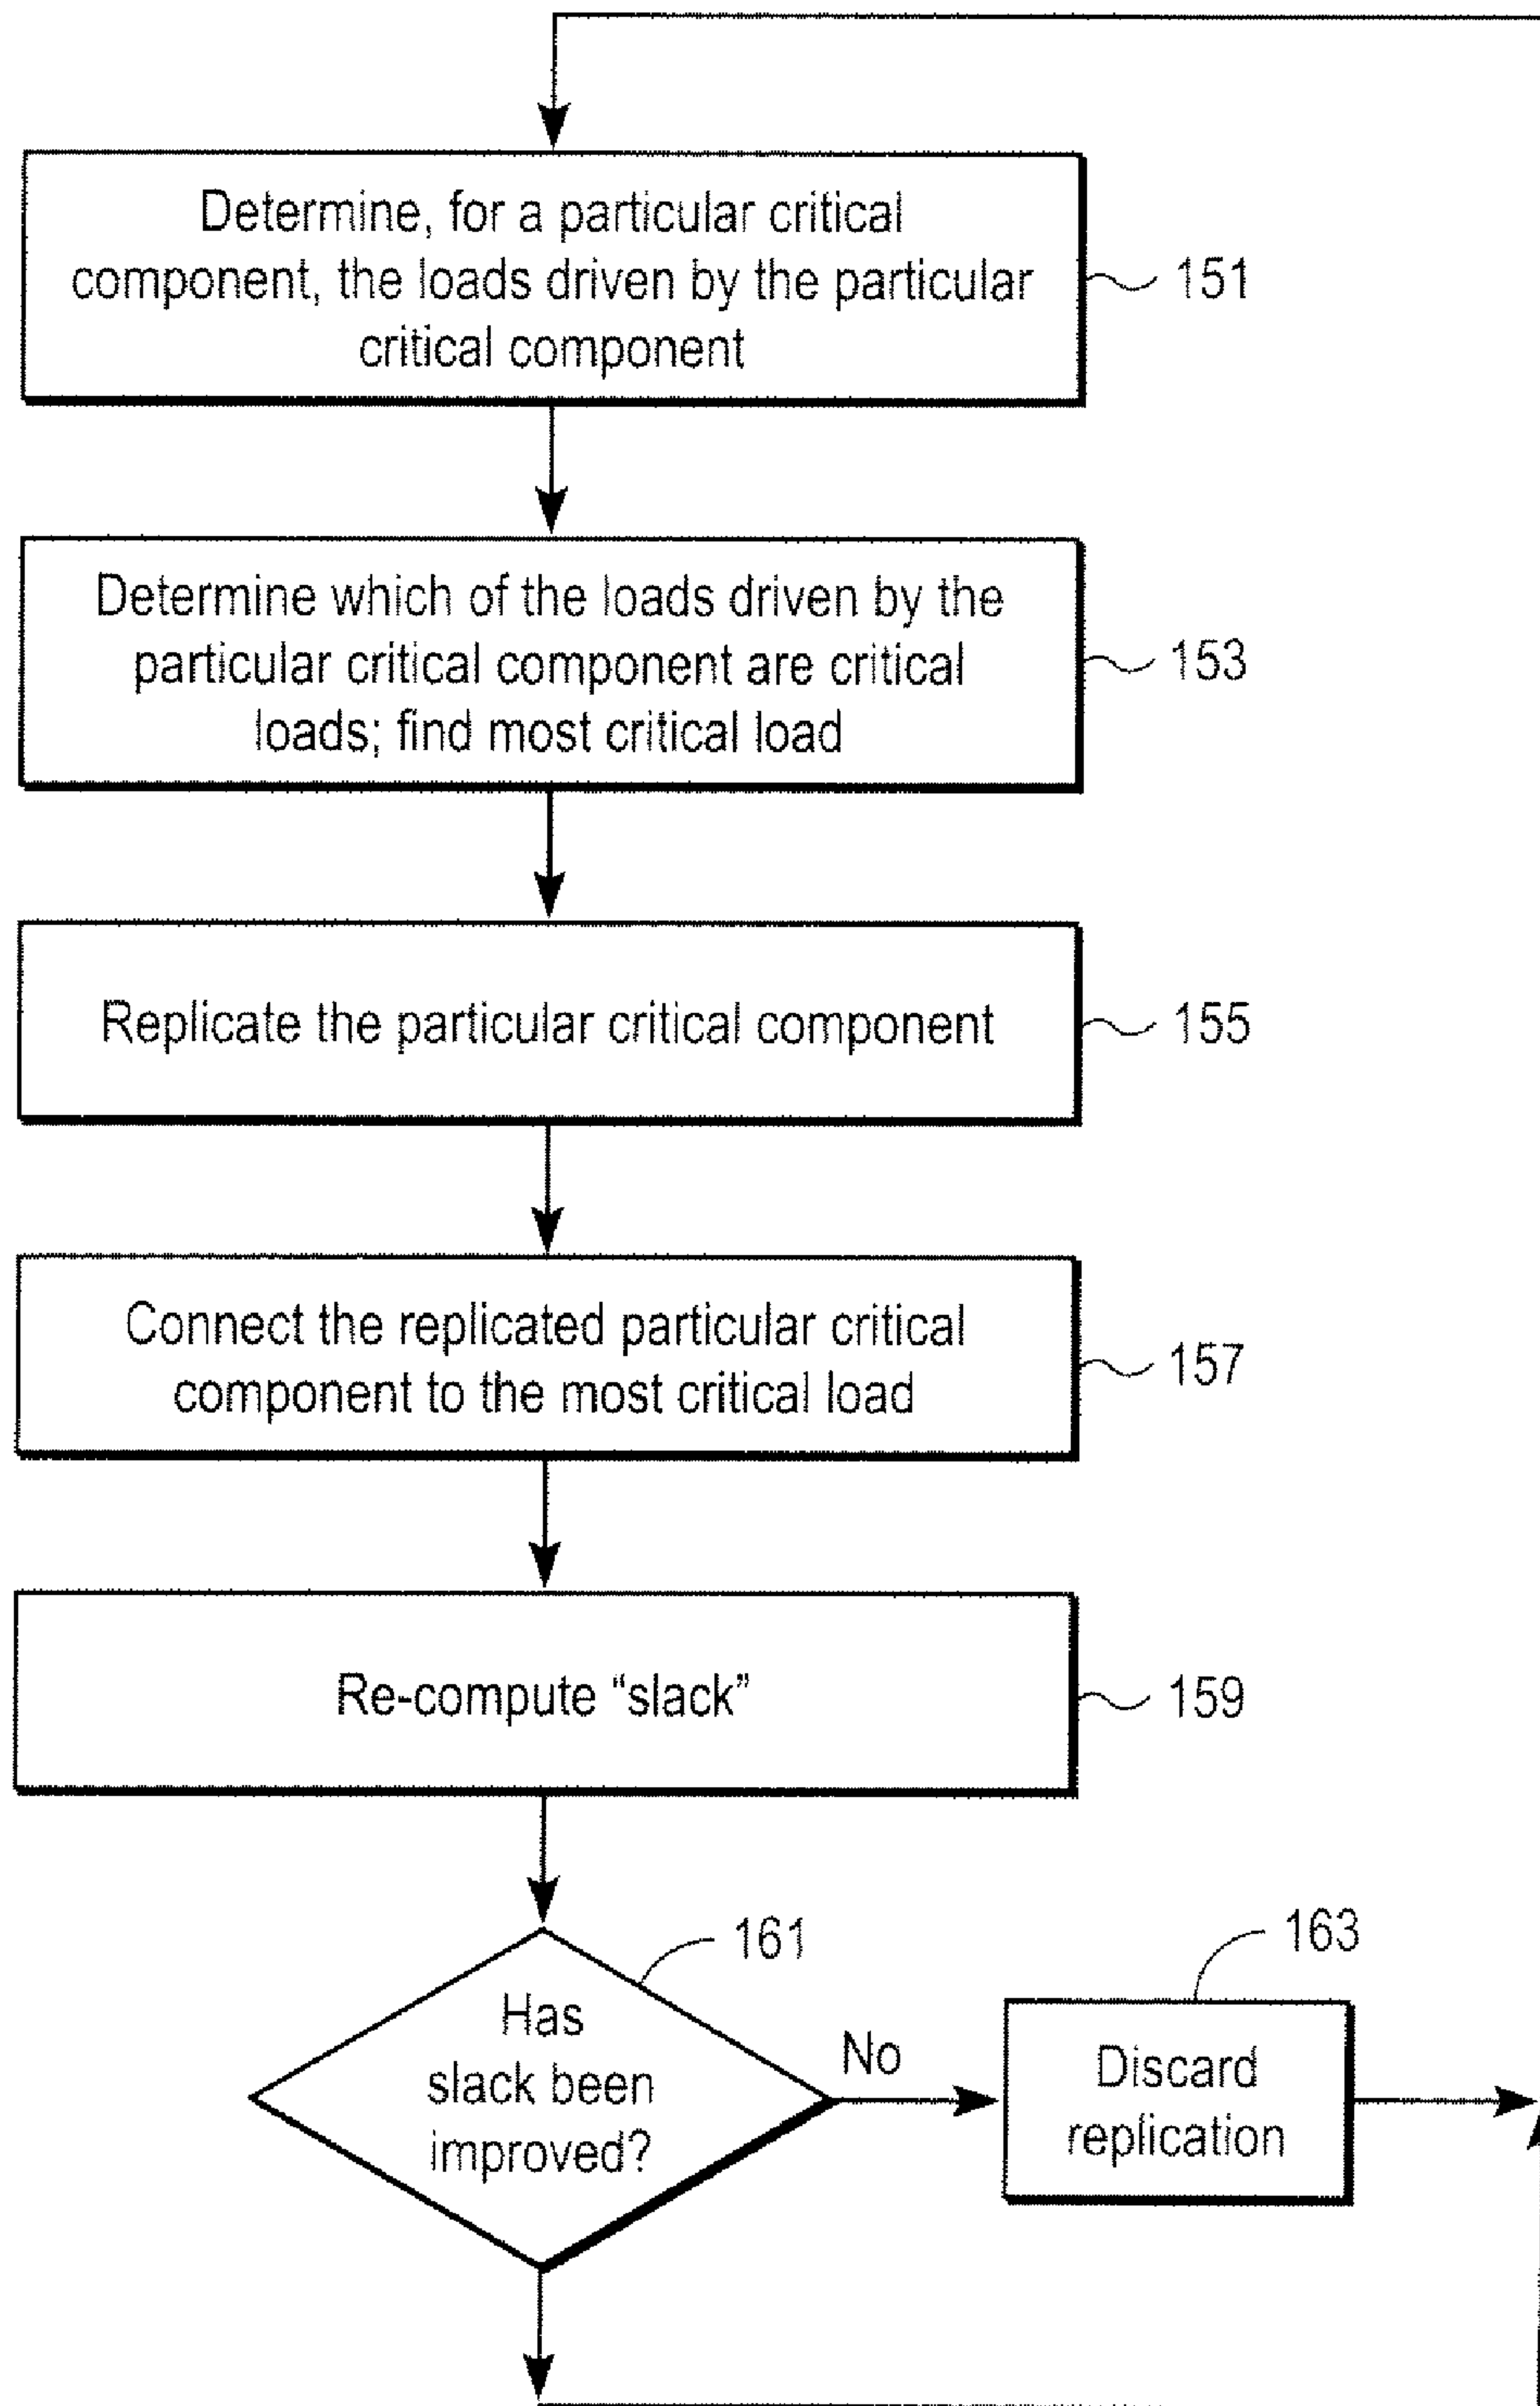 Determine, for a particular critical
component, the loads driven by the particular
critical component
151
Determine which of the loads driven by the
particular critical component are critical
loads; find most critical load
153
Replicate the particular critical component
155
Connect the replicated particular critical
component to the most critical load
157
Re-compute “slack”
159
161
Has
slack been
improved?
No
163
Discard
replication